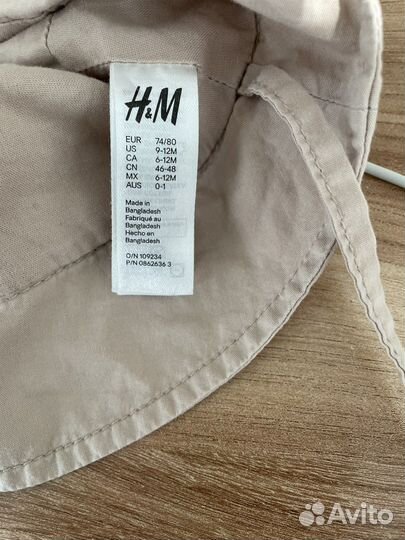 H&M
EUR 74/80
US 9-12M
CA 6-12M
CN 46-48
MX 6-12M
AUS 0-1
Made in
Bangladesh
Fabriqué au
Bangladesh
Hecho en
Bangladesh
O/N 109234
P/N 0862636 3
Avito